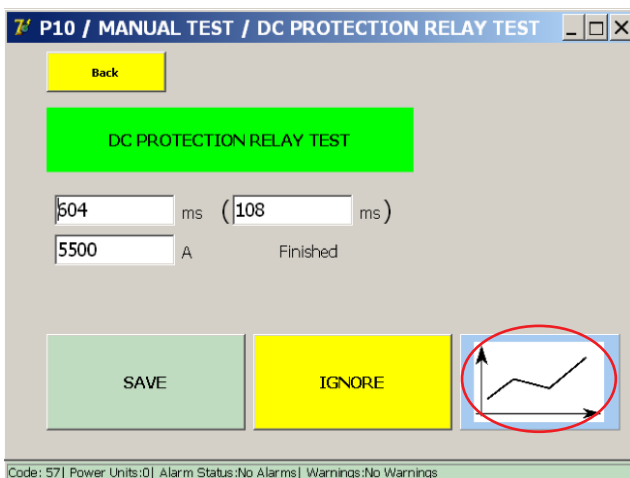 P10 / MANUAL TEST / DC PROTECTION RELAY TEST
Back
DC PROTECTION RELAY TEST
604 ms (108 ms)
5500 A Finished
SAVE IGNORE
Code: 57| Power Units:0| Alarm Status:No Alarms| Warnings:No Warnings